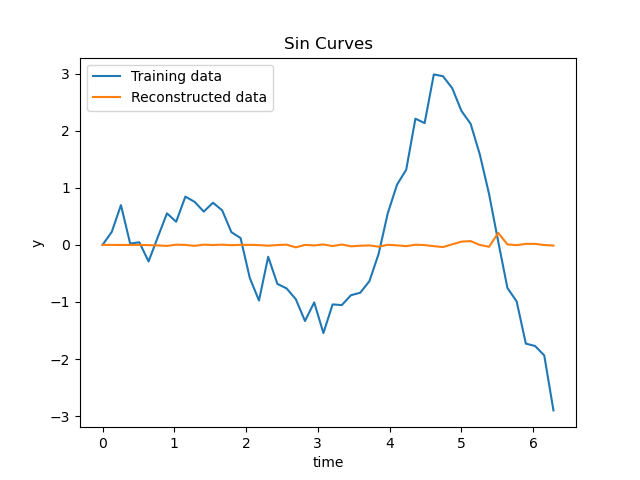 Sin Curves
Training data
Reconstructed data
3
2
1
0
−1
−2
−3
y
0 1 2 3 4 5 6
time